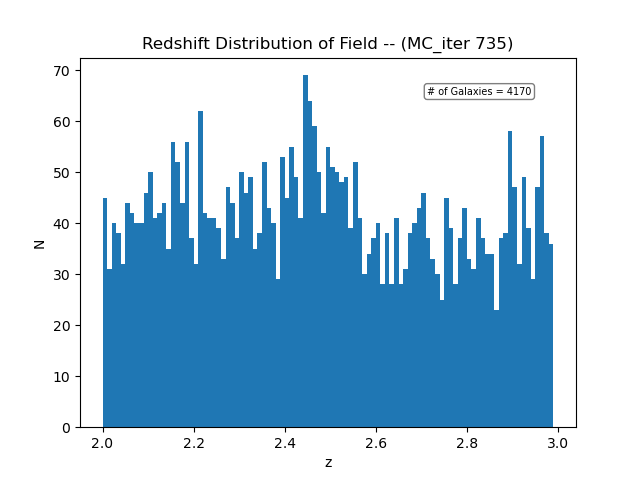 Redshift Distribution of Field -- (MC_iter 735)
# of Galaxies = 4170
N
70
60
50
40
30
20
10
0
2.0 2.2 2.4 2.6 2.8 3.0
z